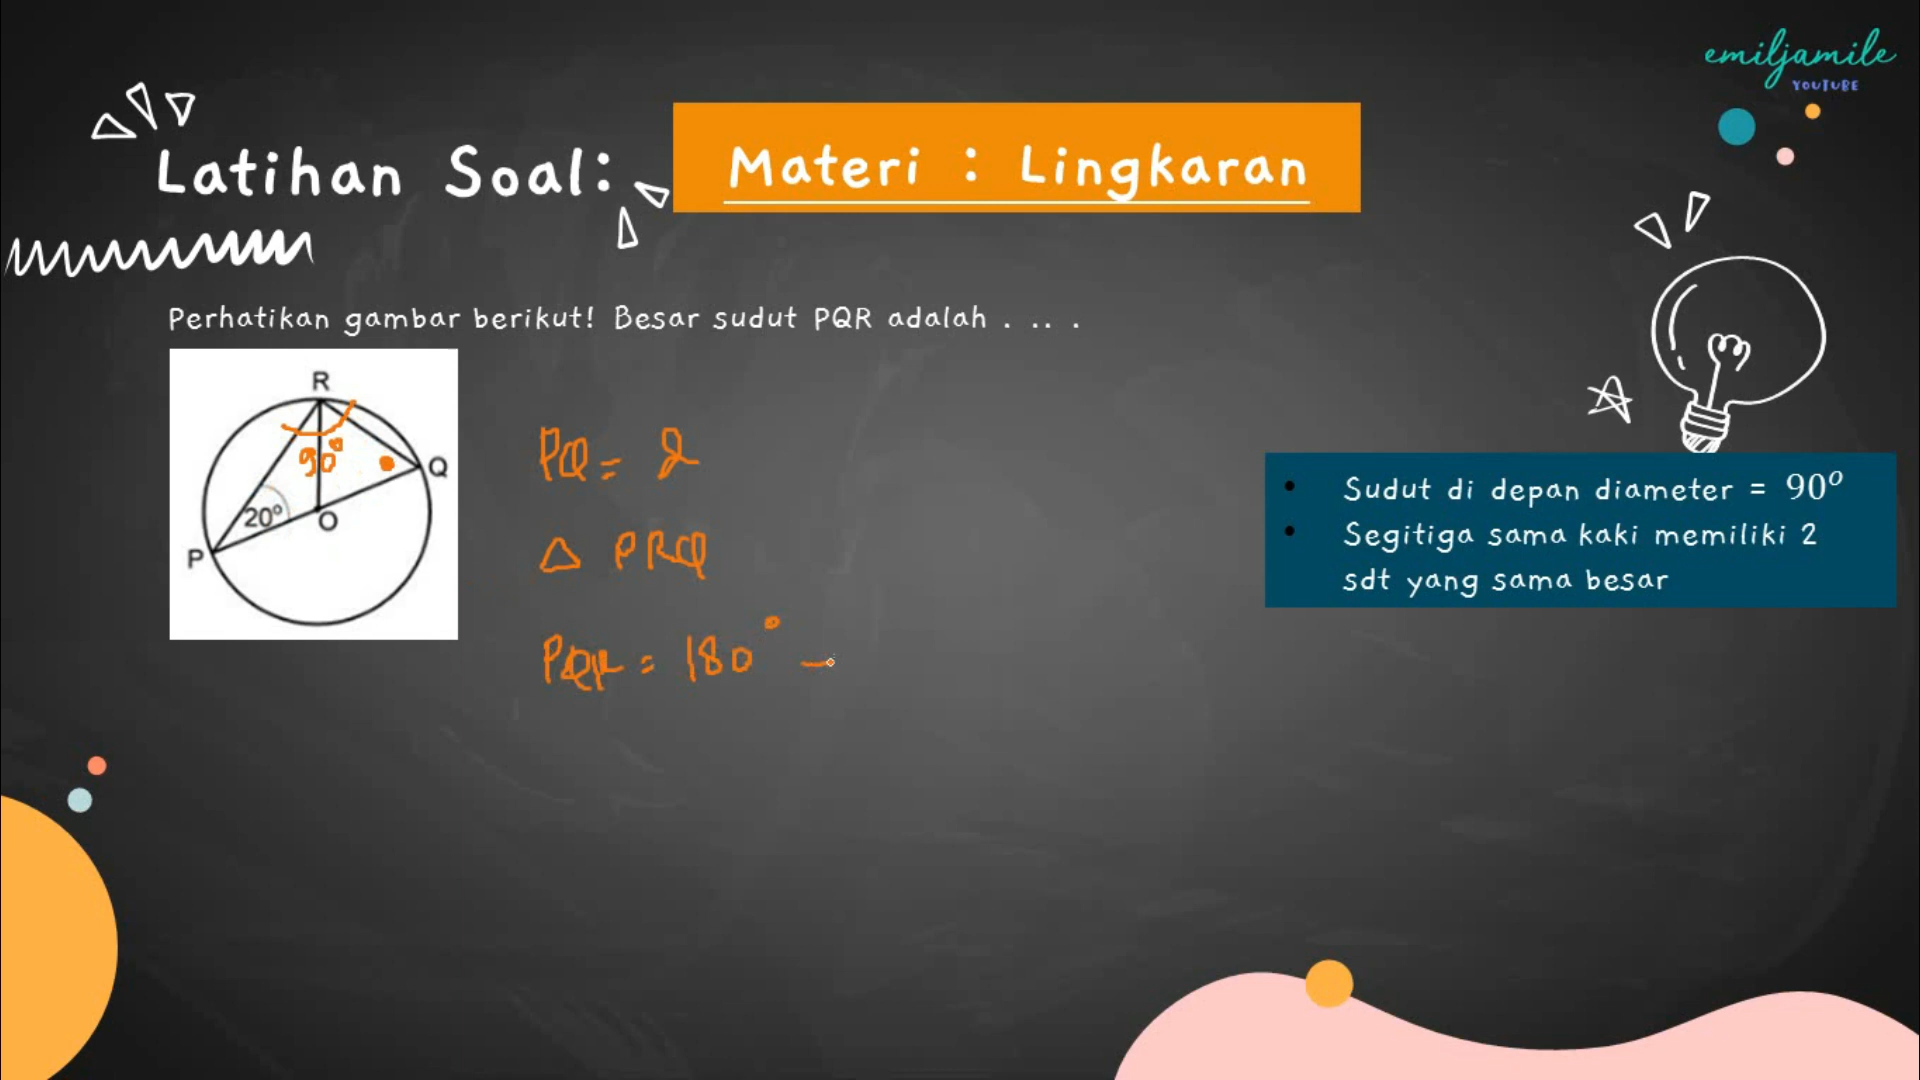 emiljamile
YOUTUBE
Latihan Soal:
Materi : Lingkaran
Perhatikan gambar berikut! Besar sudut PQR adalah . .. .
R
90°
Q
20°
O
P
PQ = d
△ PRQ
PQR = 180° -
• Sudut di depan diameter = 90°
• Segitiga sama kaki memiliki 2
sdt yang sama besar